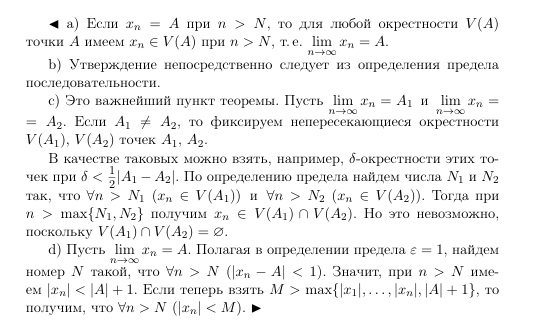 ◄ a) Если xₙ = A при n > N, то для любой окрестности V(A)
точки A имеем xₙ ∈ V(A) при n > N, т. е. lim xₙ = A.
n→∞
b) Утверждение непосредственно следует из определения предела
последовательности.
c) Это важнейший пункт теоремы. Пусть lim xₙ = A₁ и lim xₙ =
n→∞ n→∞
= A₂. Если A₁ ≠ A₂, то фиксируем непересекающиеся окрестности
V(A₁), V(A₂) точек A₁, A₂.
В качестве таковых можно взять, например, δ-окрестности этих то-
чек при δ < ½|A₁ − A₂|. По определению предела найдем числа N₁ и N₂
так, что ∀n > N₁ (xₙ ∈ V(A₁)) и ∀n > N₂ (xₙ ∈ V(A₂)). Тогда при
n > max{N₁, N₂} получим xₙ ∈ V(A₁) ∩ V(A₂). Но это невозможно,
поскольку V(A₁) ∩ V(A₂) = ∅.
d) Пусть lim xₙ = A. Полагая в определении предела ε = 1, найдем
n→∞
номер N такой, что ∀n > N (|xₙ − A| < 1). Значит, при n > N име-
ем |xₙ| < |A| + 1. Если теперь взять M > max{|x₁|, . . . , |xₙ|, |A| + 1}, то
получим, что ∀n > N (|xₙ| < M). ►